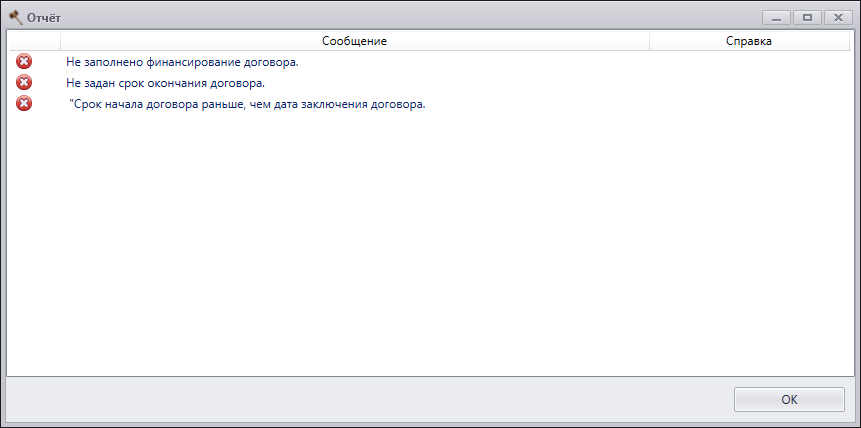 Отчёт
Сообщение Справка
Не заполнено финансирование договора.
Не задан срок окончания договора.
"Срок начала договора раньше, чем дата заключения договора.
ОК